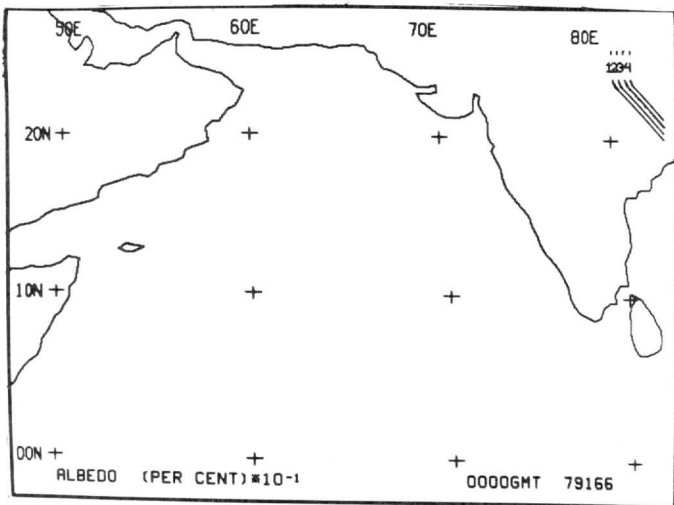 50E 60E 70E 80E
1234
20N
10N
00N
ALBEDO (PER CENT)*10-1 0000GMT 79166